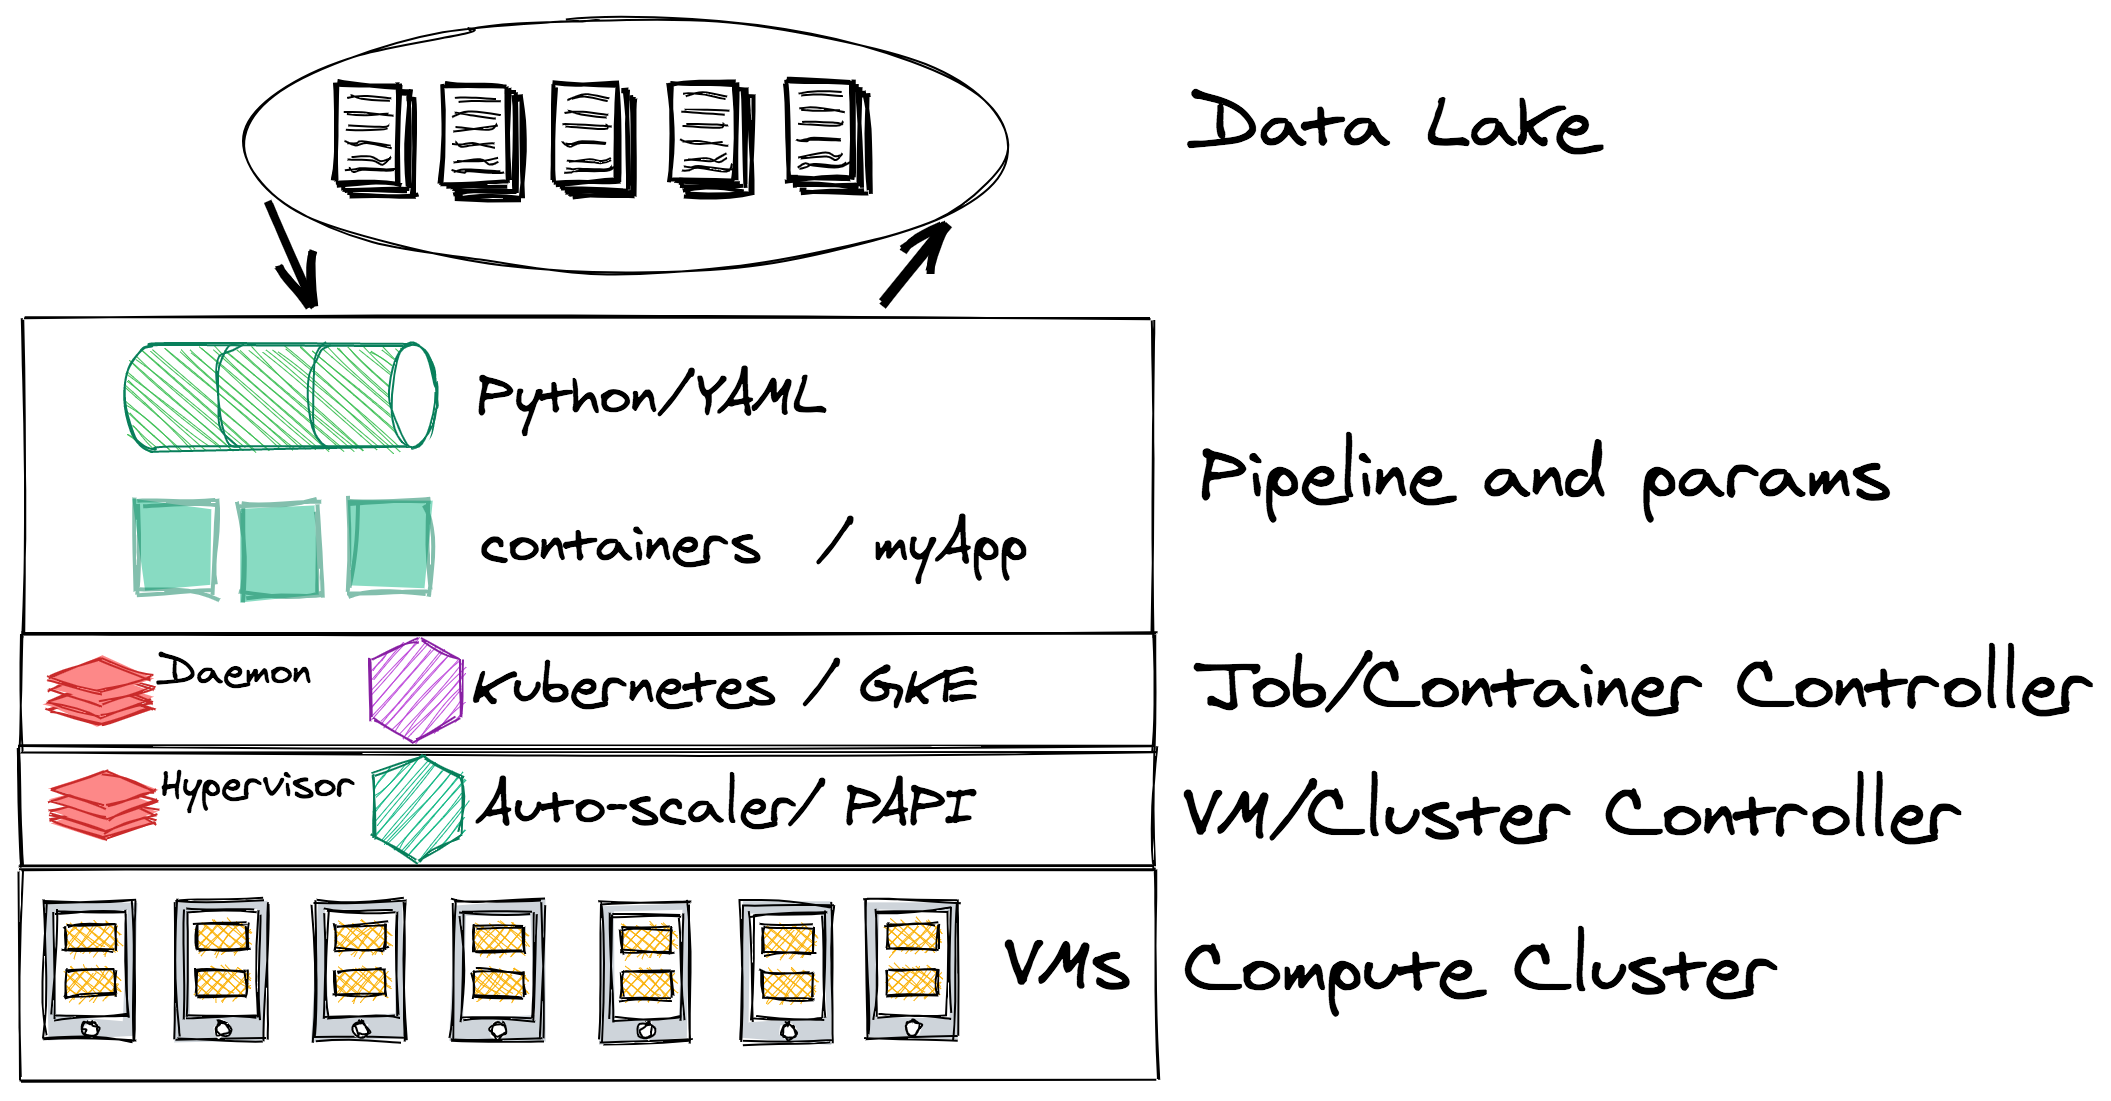 Data Lake
Python/YAML
containers / myApp
Pipeline and params
Daemon
Kubernetes / GKE
Job/Container Controller
Hypervisor
Auto-scaler/ PAPI
VM/Cluster Controller
VMs
Compute Cluster